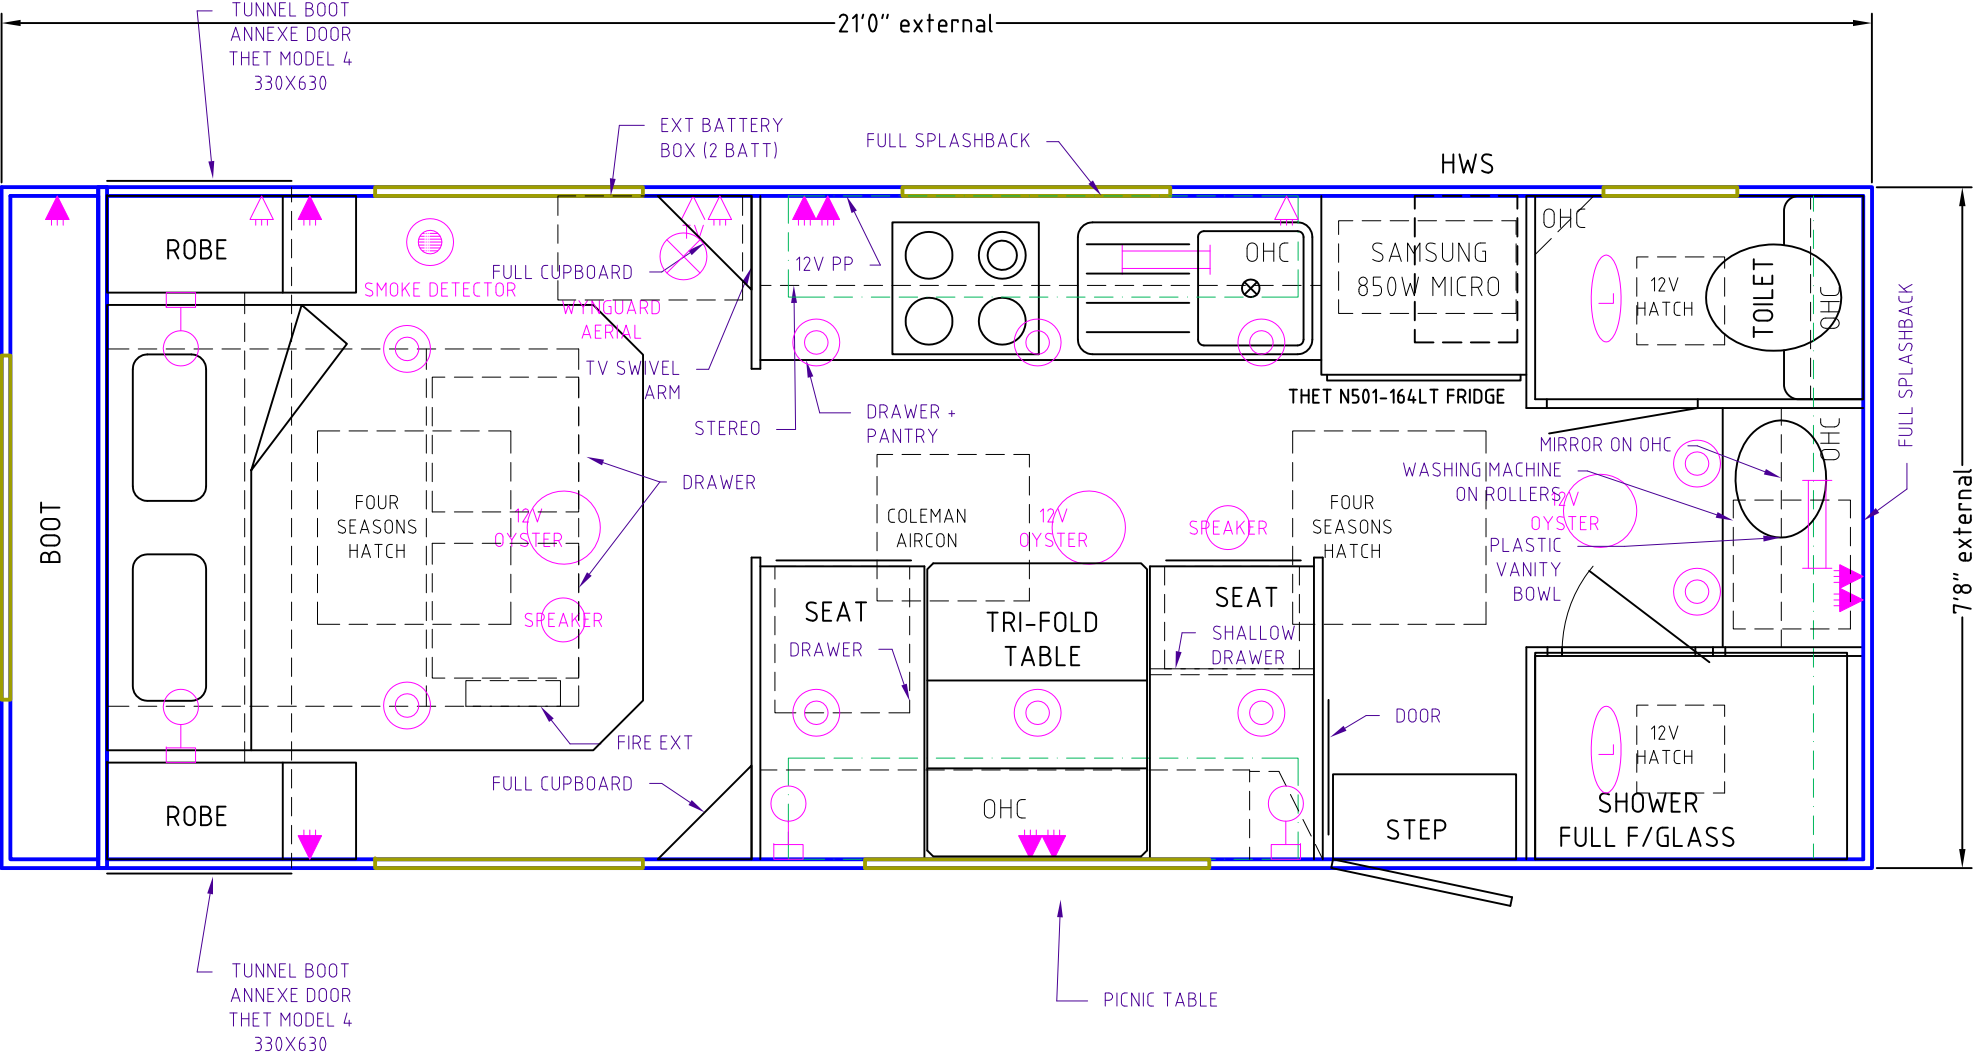 TUNNEL BOOT
ANNEXE DOOR
THET MODEL 4
330X630
21'0" external
EXT BATTERY
BOX (2 BATT)
FULL SPLASHBACK
HWS
ROBE
SMOKE DETECTOR
FULL CUPBOARD
WYNGUARD
AERIAL
TV
TV SWIVEL
ARM
12V PP
STEREO
DRAWER +
PANTRY
OHC
SAMSUNG
850W MICRO
THET N501-164LT FRIDGE
OHC
L
12V
HATCH
TOILET
OHC
FULL SPLASHBACK
OHC
MIRROR ON OHC
WASHING MACHINE
ON ROLLERS
12V
OYSTER
PLASTIC
VANITY
BOWL
7'8" external
BOOT
FOUR
SEASONS
HATCH
DRAWER
12V
OYSTER
SPEAKER
COLEMAN
AIRCON
12V
OYSTER
SPEAKER
FOUR
SEASONS
HATCH
SEAT
DRAWER
TRI-FOLD
TABLE
SEAT
SHALLOW
DRAWER
FIRE EXT
FULL CUPBOARD
ROBE
OHC
DOOR
STEP
L
12V
HATCH
SHOWER
FULL F/GLASS
TUNNEL BOOT
ANNEXE DOOR
THET MODEL 4
330X630
PICNIC TABLE